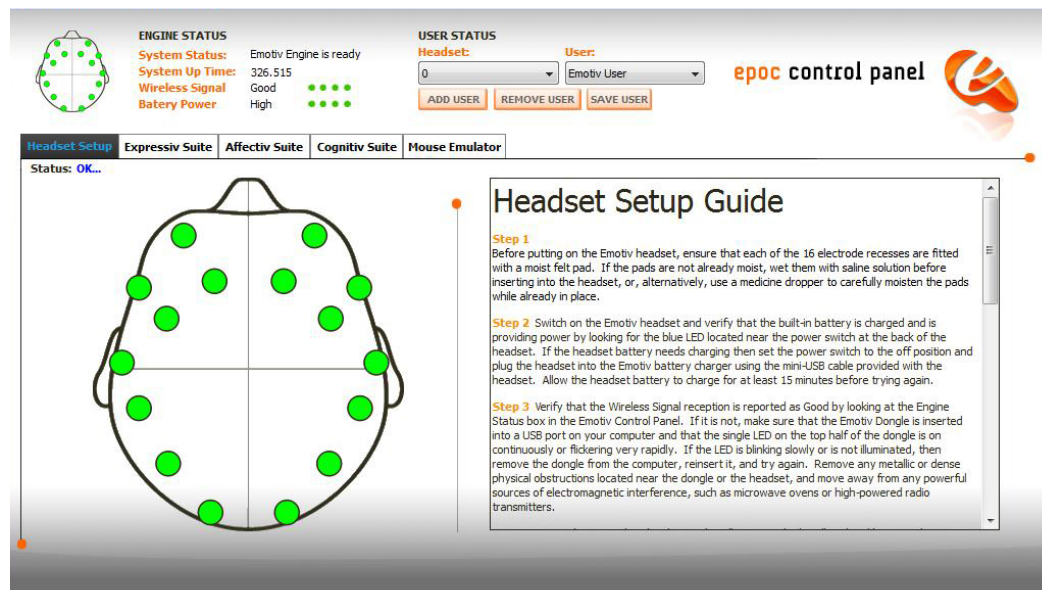 ENGINE STATUS
System Status: Emotiv Engine is ready
System Up Time: 326.515
Wireless Signal Good
Batery Power High
USER STATUS
Headset: User:
0 Emotiv User
ADD USER REMOVE USER SAVE USER
epoc control panel
Headset Setup Expressiv Suite Affectiv Suite Cognitiv Suite Mouse Emulator
Status: OK...
Headset Setup Guide
Step 1
Before putting on the Emotiv headset, ensure that each of the 16 electrode recesses are fitted
with a moist felt pad. If the pads are not already moist, wet them with saline solution before
inserting into the headset, or, alternatively, use a medicine dropper to carefully moisten the pads
while already in place.
Step 2 Switch on the Emotiv headset and verify that the built-in battery is charged and is
providing power by looking for the blue LED located near the power switch at the back of the
headset. If the headset battery needs charging then set the power switch to the off position and
plug the headset into the Emotiv battery charger using the mini-USB cable provided with the
headset. Allow the headset battery to charge for at least 15 minutes before trying again.
Step 3 Verify that the Wireless Signal reception is reported as Good by looking at the Engine
Status box in the Emotiv Control Panel. If it is not, make sure that the Emotiv Dongle is inserted
into a USB port on your computer and that the single LED on the top half of the dongle is on
continuously or flickering very rapidly. If the LED is blinking slowly or is not illuminated, then
remove the dongle from the computer, reinsert it, and try again. Remove any metallic or dense
physical obstructions located near the dongle or the headset, and move away from any powerful
sources of electromagnetic interference, such as microwave ovens or high-powered radio
transmitters.